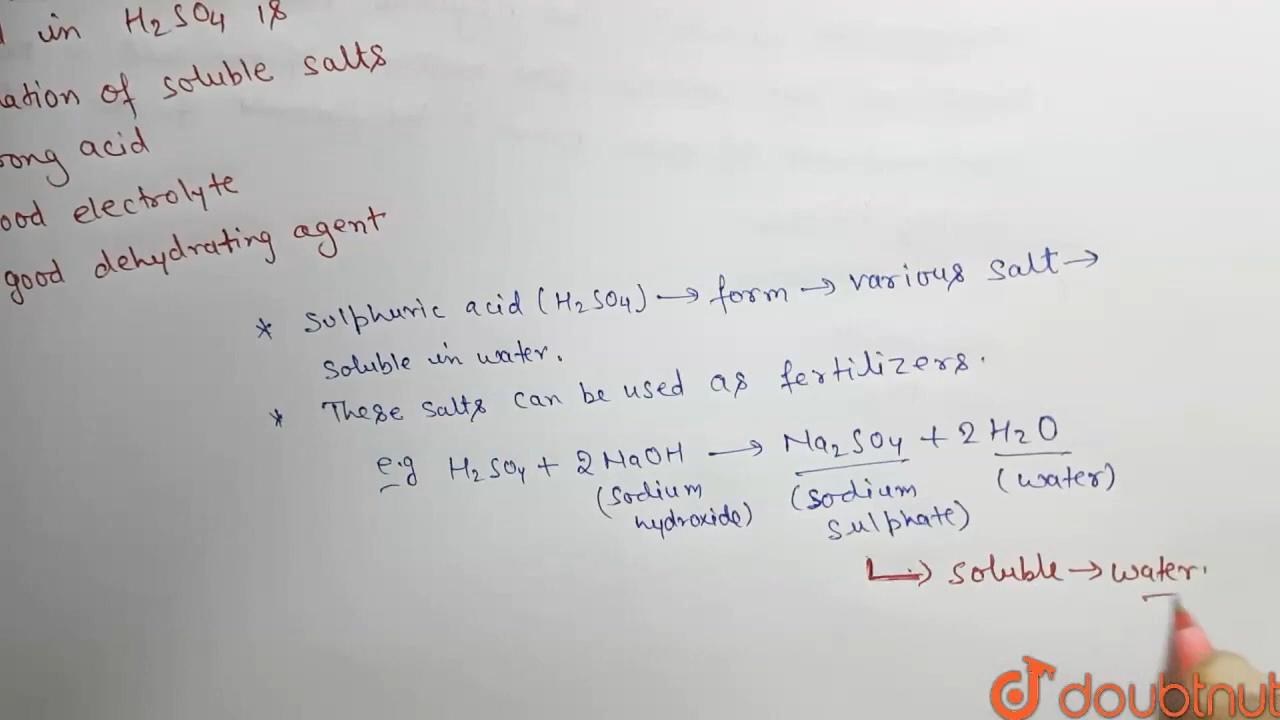 in H2SO4 is
ation of soluble salts
rong acid
ood electrolyte
good dehydrating agent
* Sulphuric acid (H2SO4) → form → various salt →
soluble in water.
* These salts can be used as fertilizers.
e.g H2SO4 + 2 NaOH → Na2SO4 + 2 H2O
(Sodium hydroxide) (Sodium sulphate) (water)
↳ soluble → water.
doubtnut